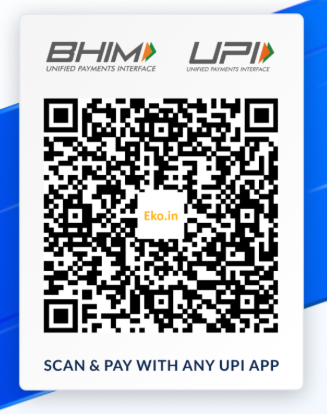 BHIM UPI
UNIFIED PAYMENTS INTERFACE UNIFIED PAYMENTS INTERFACE
Eko.in
SCAN & PAY WITH ANY UPI APP